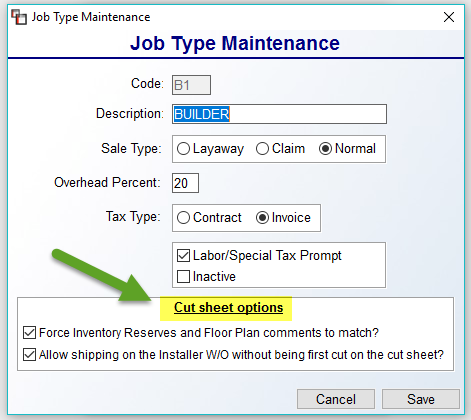 Job Type Maintenance
Job Type Maintenance
Code: B1
Description: BUILDER
Sale Type: Layaway Claim Normal
Overhead Percent: 20
Tax Type: Contract Invoice
Labor/Special Tax Prompt
Inactive
Cut sheet options
Force Inventory Reserves and Floor Plan comments to match?
Allow shipping on the Installer W/O without being first cut on the cut sheet?
Cancel Save